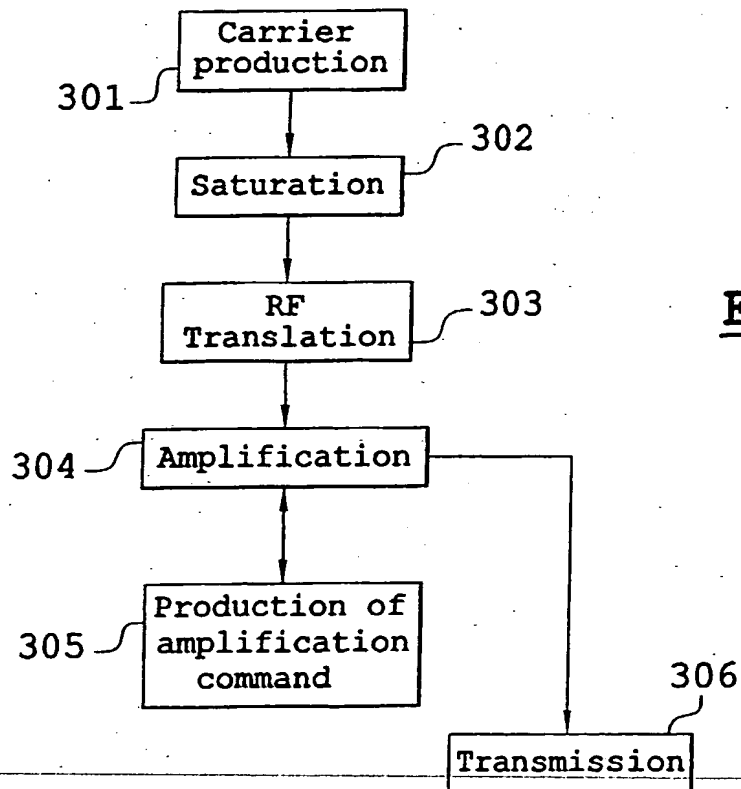 Carrier
production
301
302
Saturation
RF
Translation
303
304
Amplification
Production of
amplification
command
305
306
Transmission